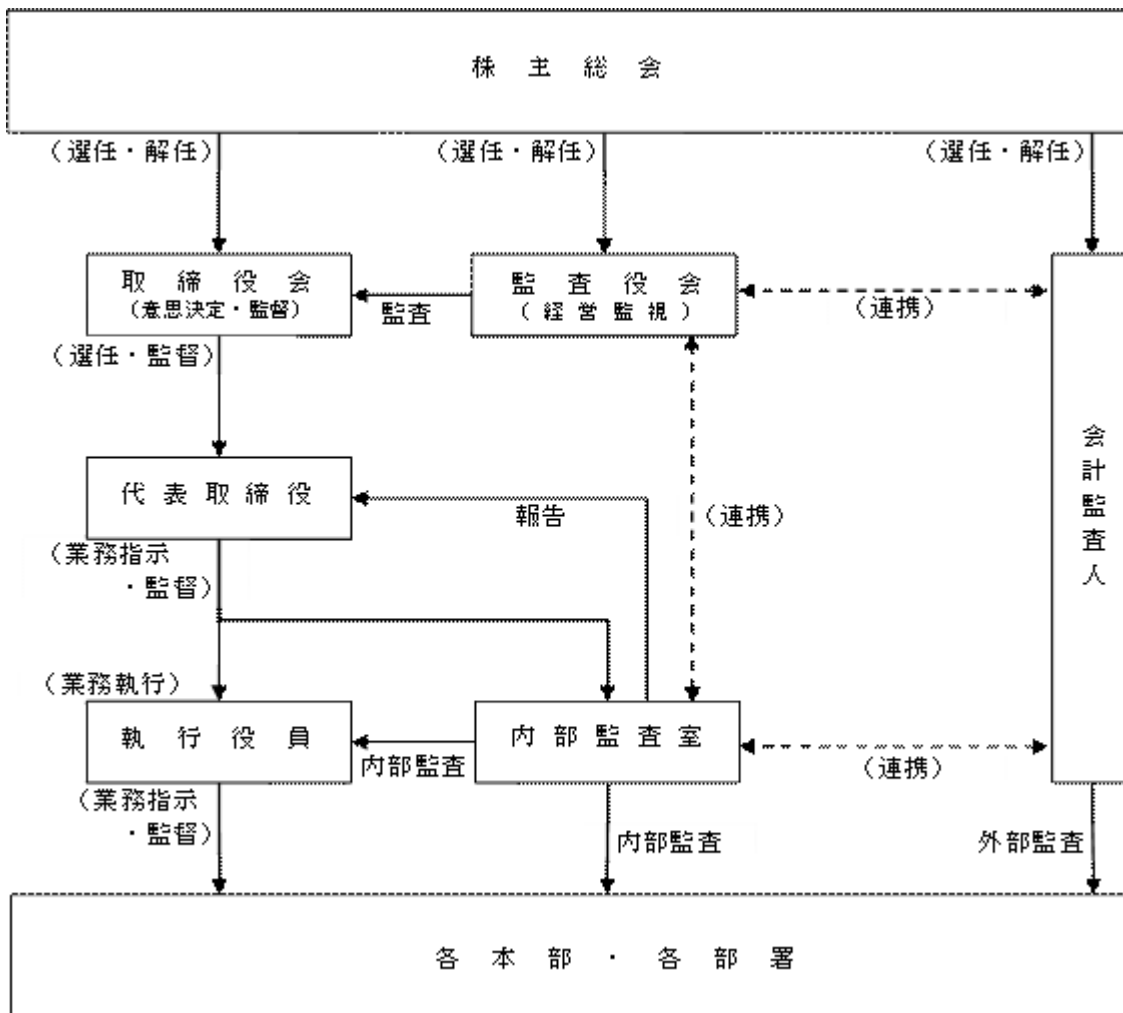 株主総会
（選任・解任）
（選任・解任）
（選任・解任）
取締役会
（意思決定・監督）
監査
監査役会
（経営監視）
（連携）
（選任・監督）
代表取締役
報告
（連携）
会計監査人
（業務指示
・監督）
（業務執行）
執行役員
内部監査
内部監査室
（連携）
（業務指示
・監督）
内部監査
外部監査
各本部・各部署